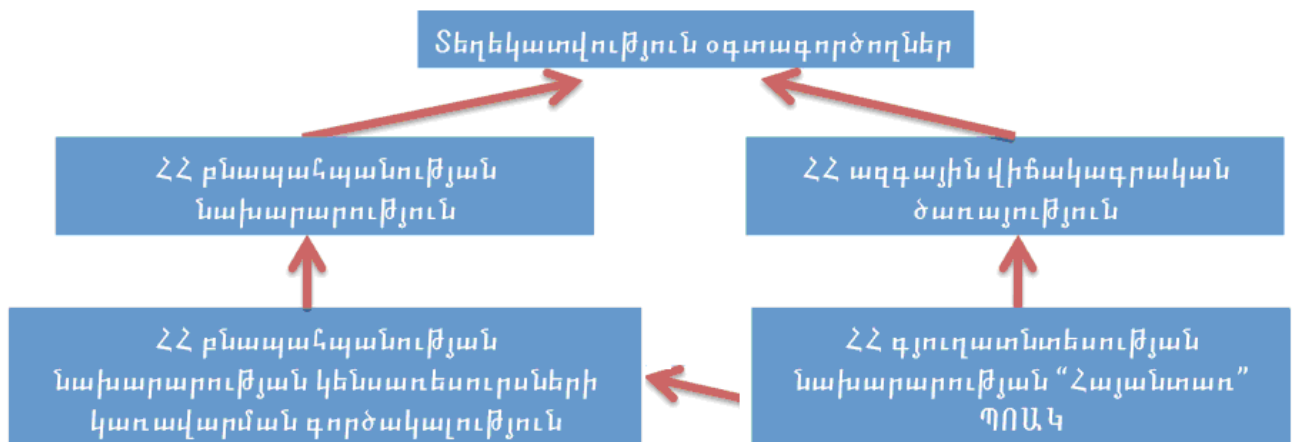 Տեղեկատվություն օգտագործողներ
ՀՀ բնապահպանության
նախարարություն
ՀՀ ազգային վիճակագրական
ծառայություն
ՀՀ բնապահպանության
նախարարության կենսառեսուրսների
կառավարման գործակալություն
ՀՀ գյուղատնտեսության
նախարարության “Հայանտառ”
ՊՈԱԿ